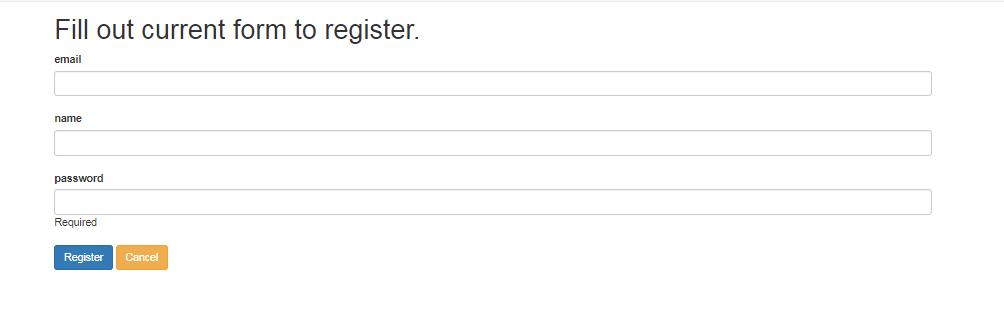 Fill out current form to register.
email
name
password
Required
Register Cancel